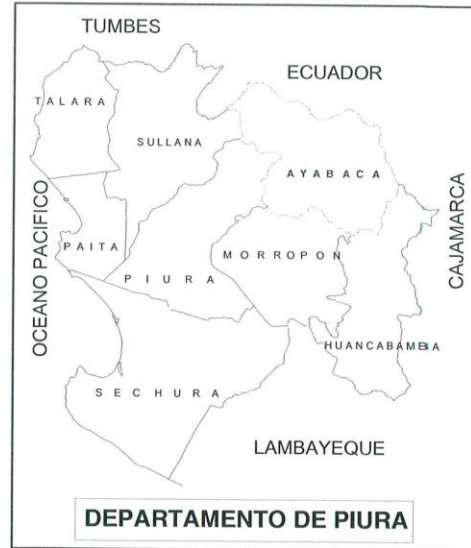 TUMBES
ECUADOR
TALARA
SULLANA
AYABACA
OCEANO PACIFICO
CAJAMARCA
PAITA
MORROPON
PIURA
HUANCABAMBA
SECHURA
LAMBAYEQUE
DEPARTAMENTO DE PIURA